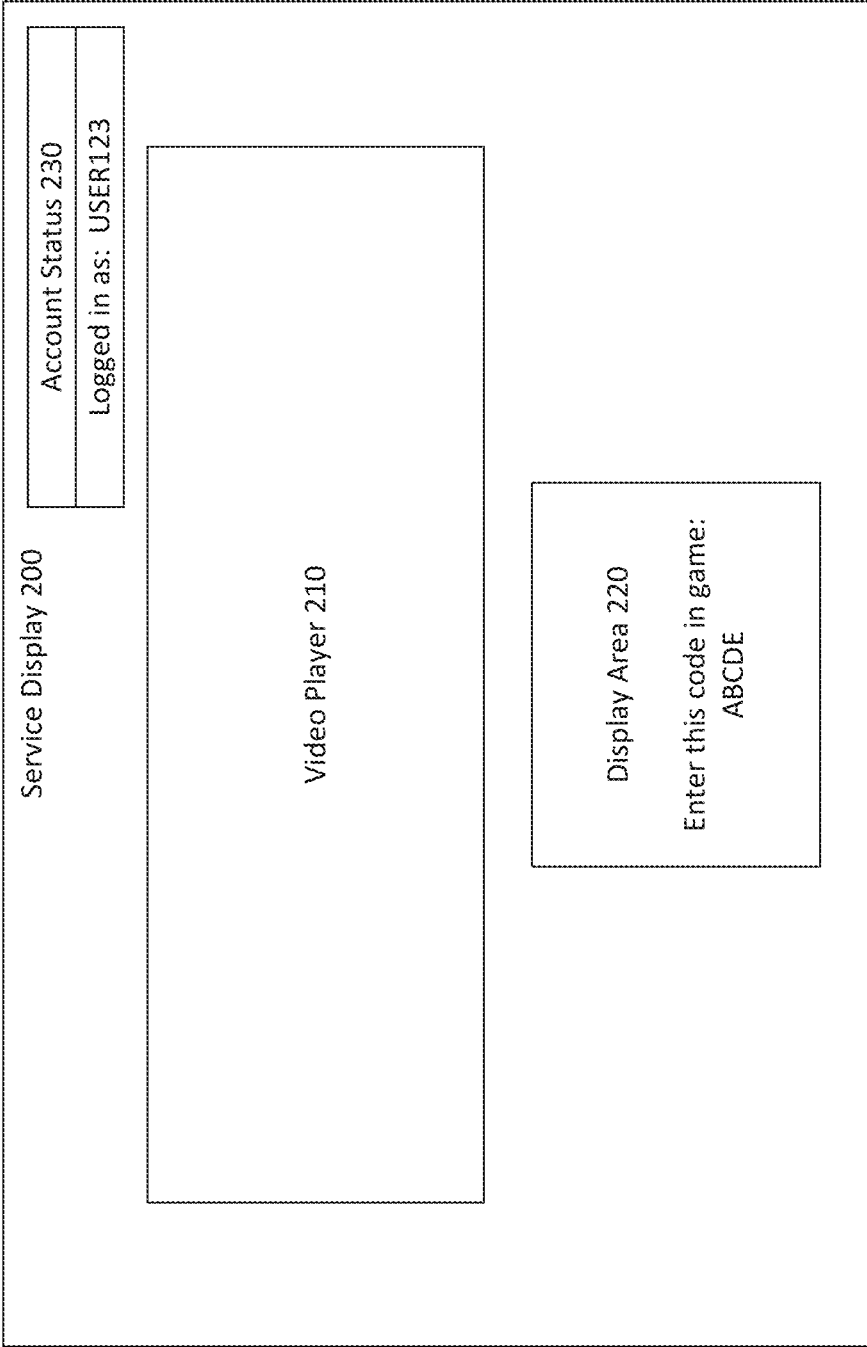 Service Display 200
Account Status 230
Logged in as: USER123
Video Player 210
Display Area 220
Enter this code in game:
ABCDE